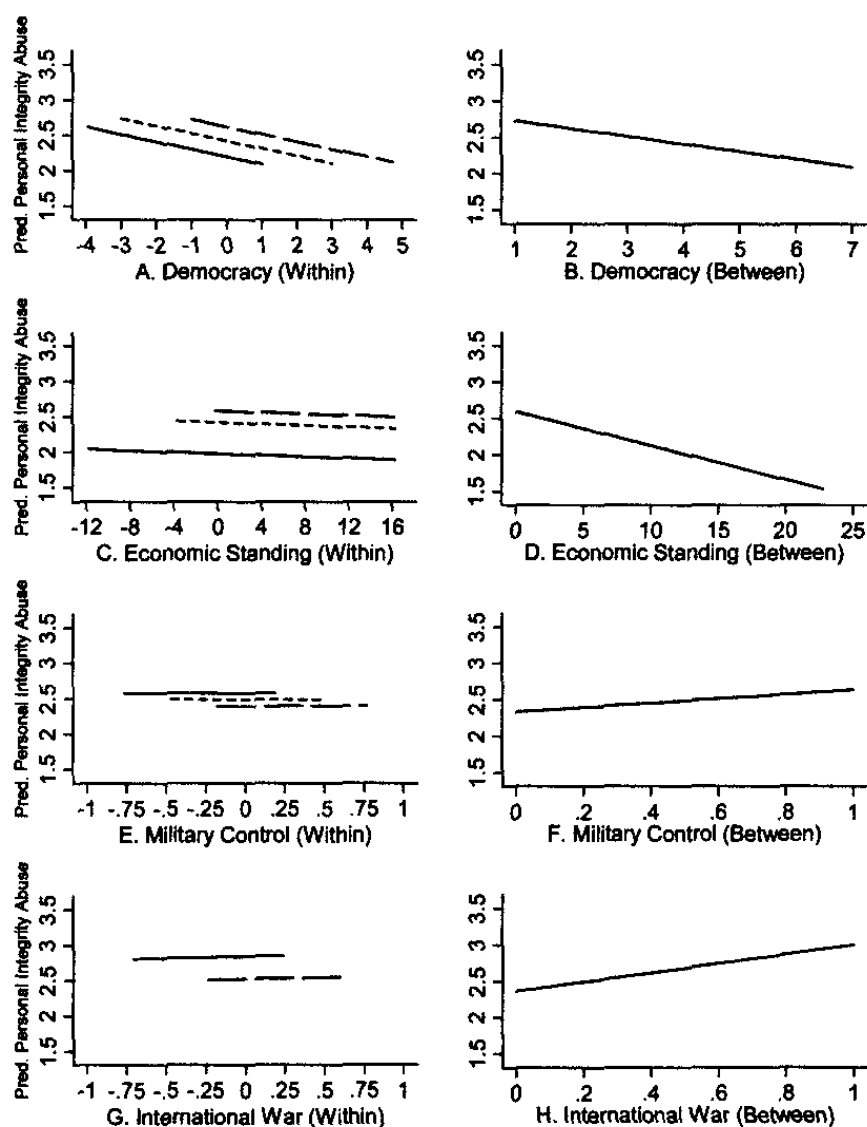 Pred. Personal Integrity Abuse
3.5
3
2.5
2
1.5
-4 -3 -2 -1 0 1 2 3 4 5
A. Democracy (Within)
3.5
3
2.5
2
1.5
1 2 3 4 5 6 7
B. Democracy (Between)
Pred. Personal Integrity Abuse
3.5
3
2.5
2
1.5
-12 -8 -4 0 4 8 12 16
C. Economic Standing (Within)
3.5
3
2.5
2
1.5
0 5 10 15 20 25
D. Economic Standing (Between)
Pred. Personal Integrity Abuse
3.5
3
2.5
2
1.5
-1 -.75 -.5 -.25 0 .25 .5 .75 1
E. Military Control (Within)
3.5
3
2.5
2
1.5
0 .2 .4 .6 .8 1
F. Military Control (Between)
Pred. Personal Integrity Abuse
3.5
3
2.5
2
1.5
-1 -.75 -.5 -.25 0 .25 .5 .75 1
G. International War (Within)
3.5
3
2.5
2
1.5
0 .2 .4 .6 .8 1
H. International War (Between)